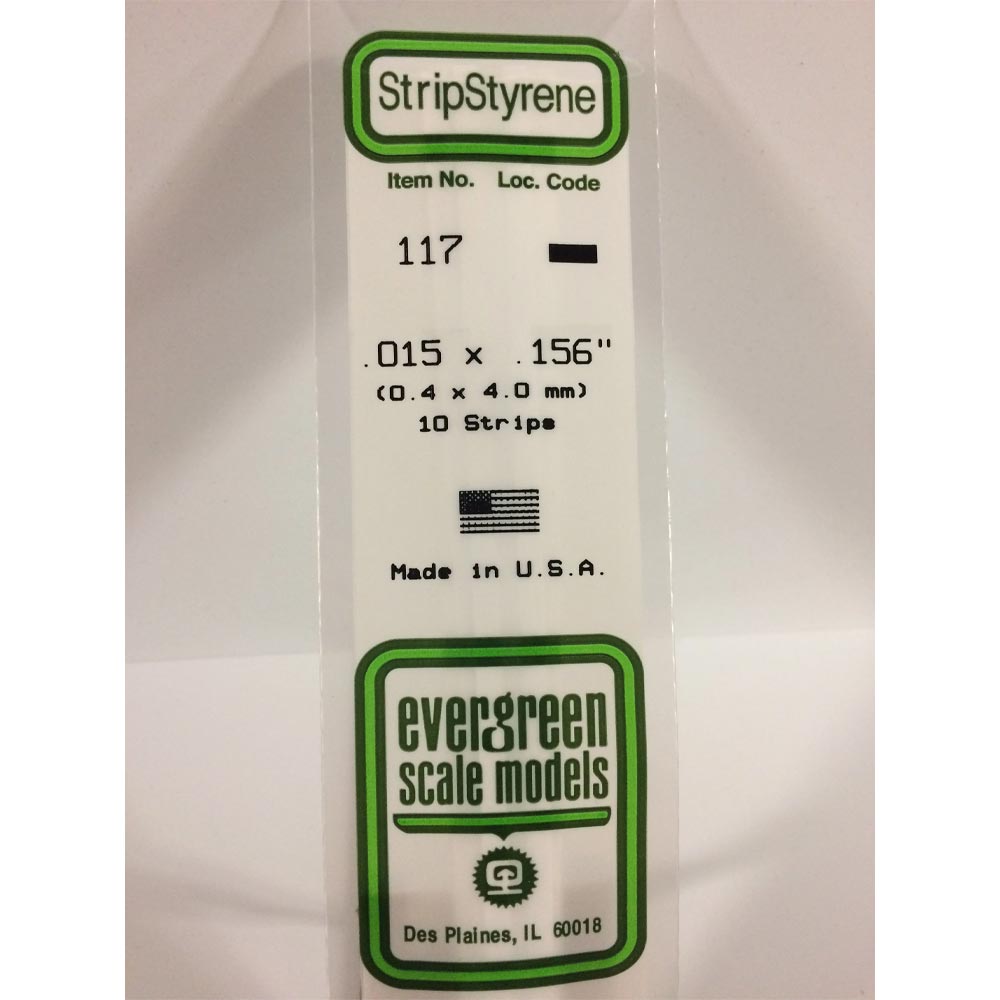 StripStyrene
Item No. Loc. Code
117
.015 x .156"
(0.4 x 4.0 mm)
10 Strips
Made in U.S.A.
evergreen
scale models
Des Plaines, IL 60018